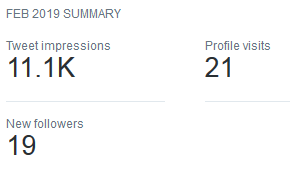 FEB 2019 SUMMARY
Tweet impressions
11.1K
Profile visits
21
New followers
19